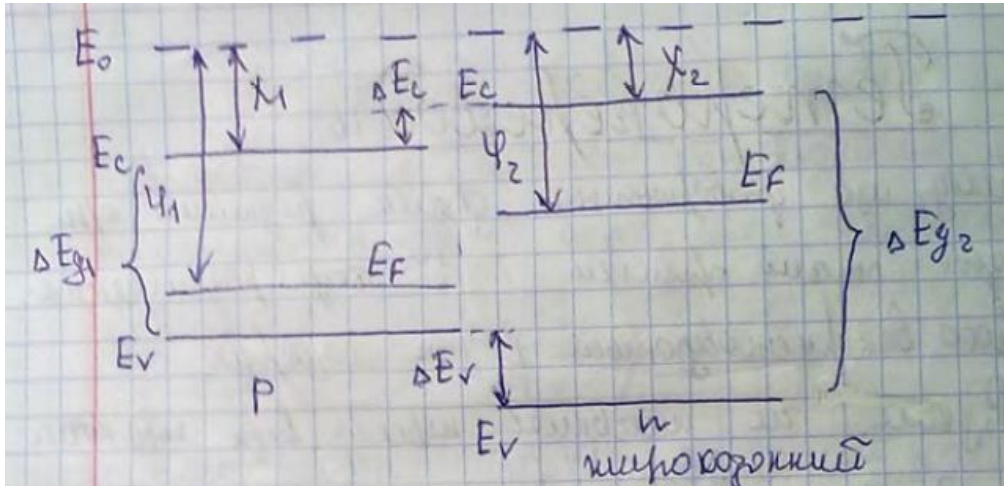 E₀
χ₁
ΔEc
Ec
χ₂
Ec
φ₁
φ₂
EF
ΔEg₁
EF
ΔEg₂
Ev
ΔEv
p
Ev
n
широкозонний